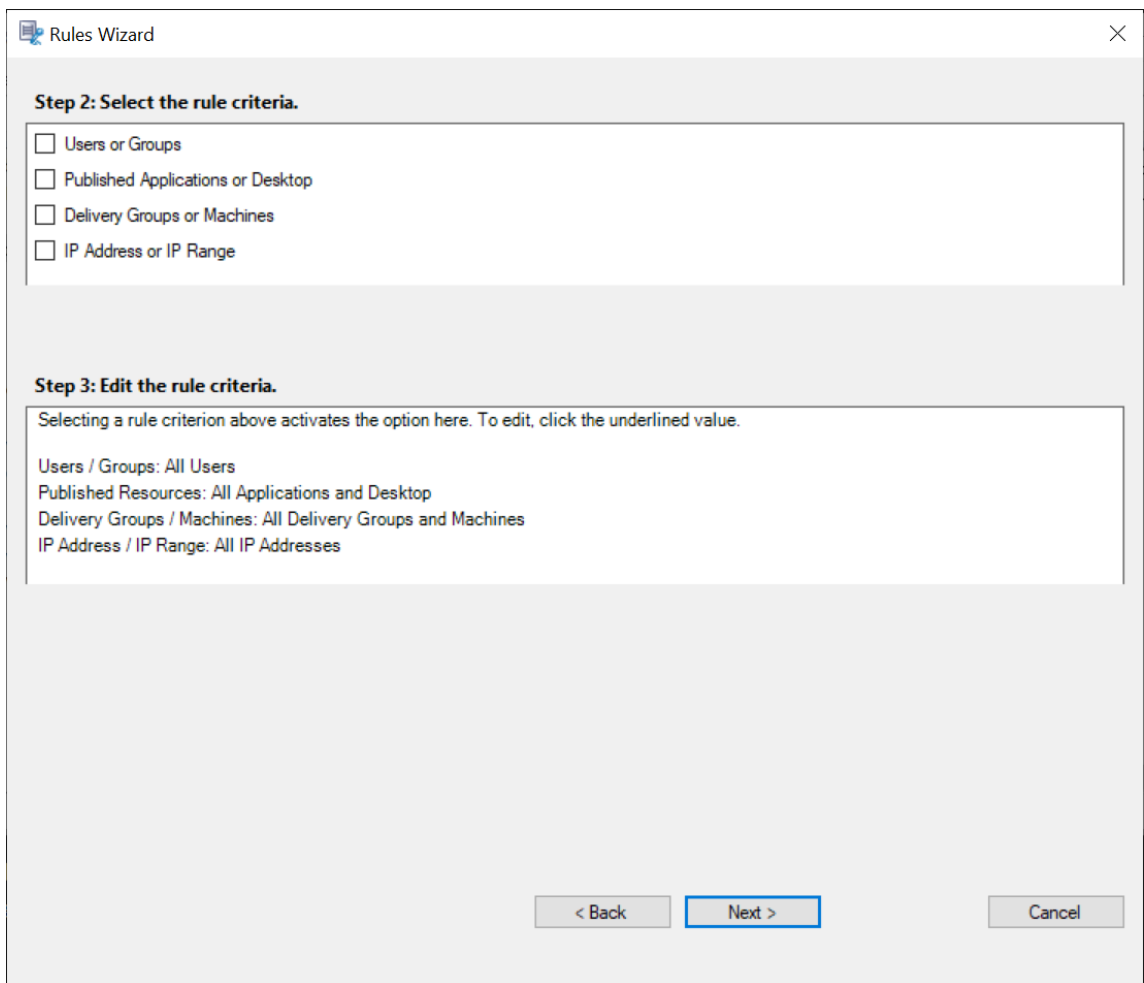 Rules Wizard
Step 2: Select the rule criteria.
Users or Groups
Published Applications or Desktop
Delivery Groups or Machines
IP Address or IP Range
Step 3: Edit the rule criteria.
Selecting a rule criterion above activates the option here. To edit, click the underlined value.
Users / Groups: All Users
Published Resources: All Applications and Desktop
Delivery Groups / Machines: All Delivery Groups and Machines
IP Address / IP Range: All IP Addresses
< Back Next > Cancel